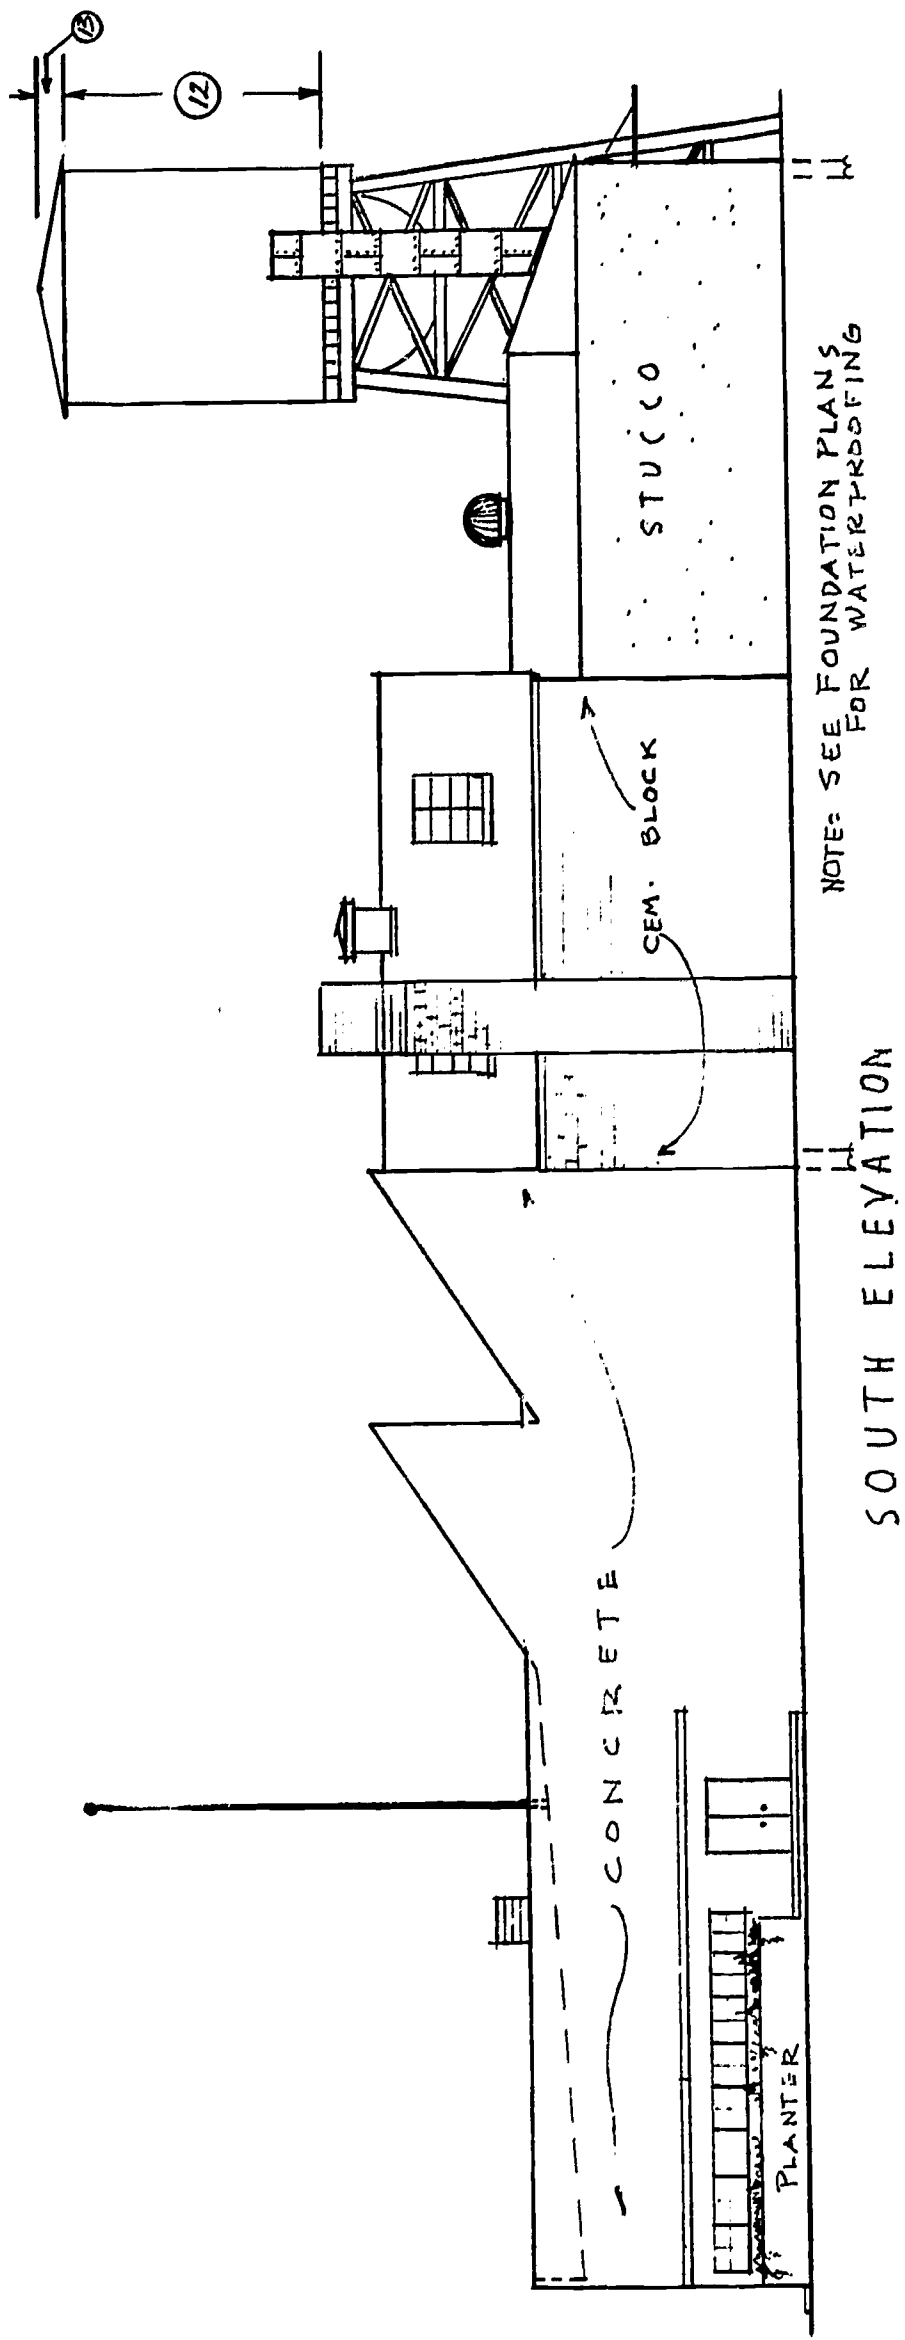 13
12
STUCCO
CEM. BLOCK
CONCRETE
PLANTER
NOTE: SEE FOUNDATION PLANS
FOR WATERPROOFING
SOUTH ELEVATION